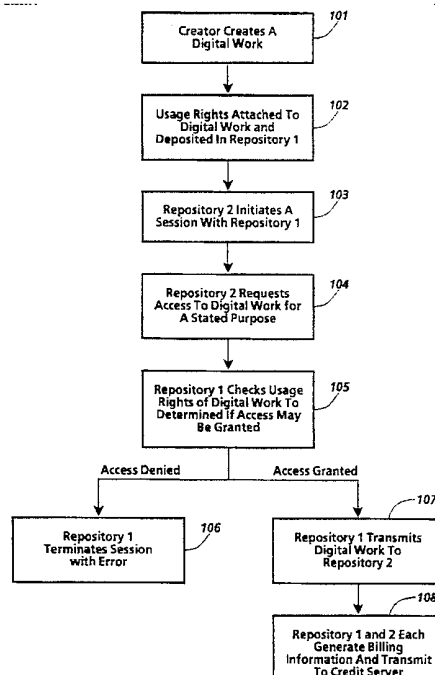 101
Creator Creates A
Digital Work
102
Usage Rights Attached To
Digital Work and
Deposited In Repository 1
103
Repository 2 Initiates A
Session With Repository 1
104
Repository 2 Requests
Access To Digital Work for
A Stated Purpose
105
Repository 1 Checks Usage
Rights of Digital Work To
Determined If Access May
Be Granted
Access Denied
Access Granted
106
Repository 1
Terminates Session
with Error
107
Repository 1 Transmits
Digital Work To
Repository 2
108
Repository 1 and 2 Each
Generate Billing
Information And Transmit
To Credit Server